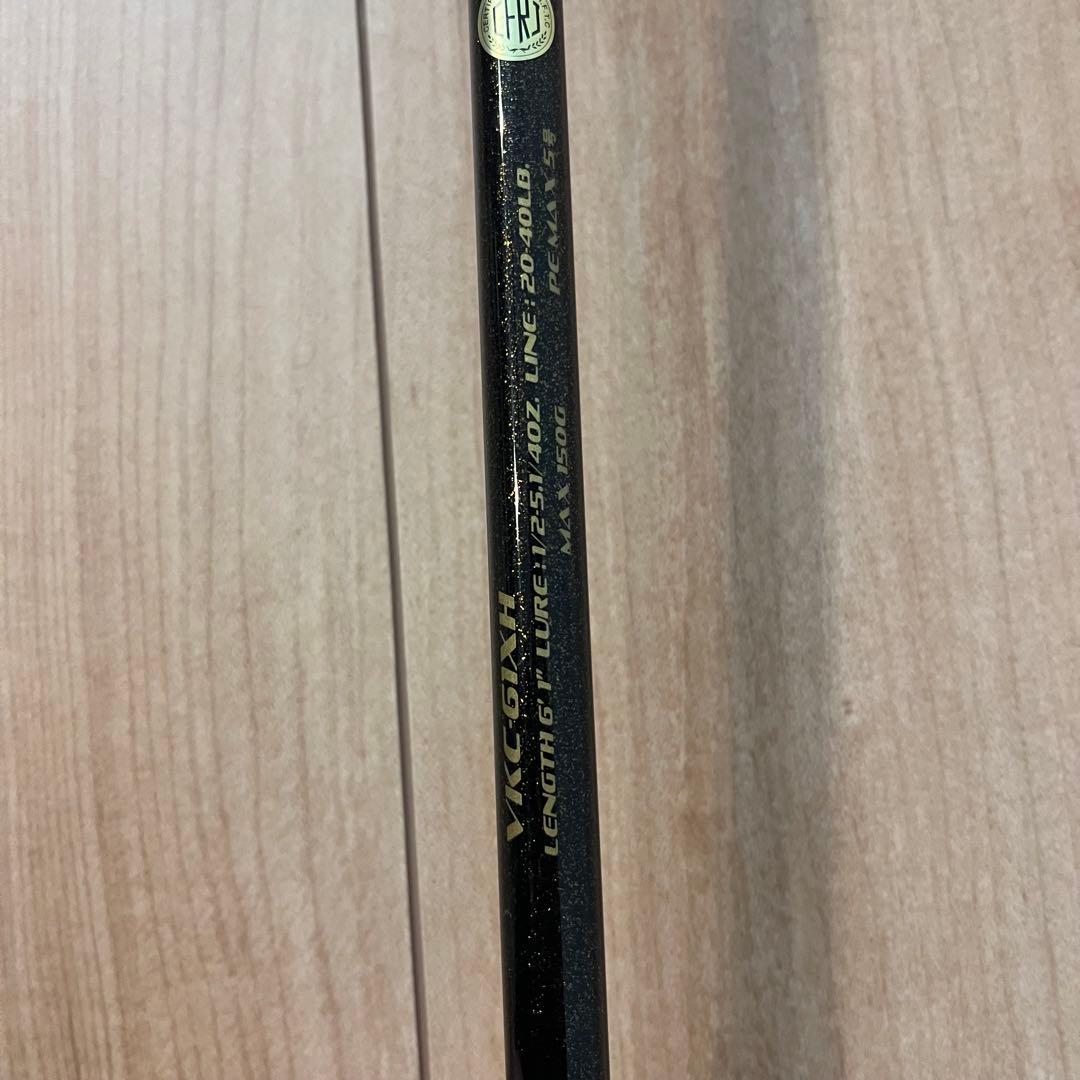 VKC-61XH
LENGTH 6' 1" LURE: 1/2-5.1/4OZ. LINE: 20-40LB.
MAX 150G PE MAX 5号